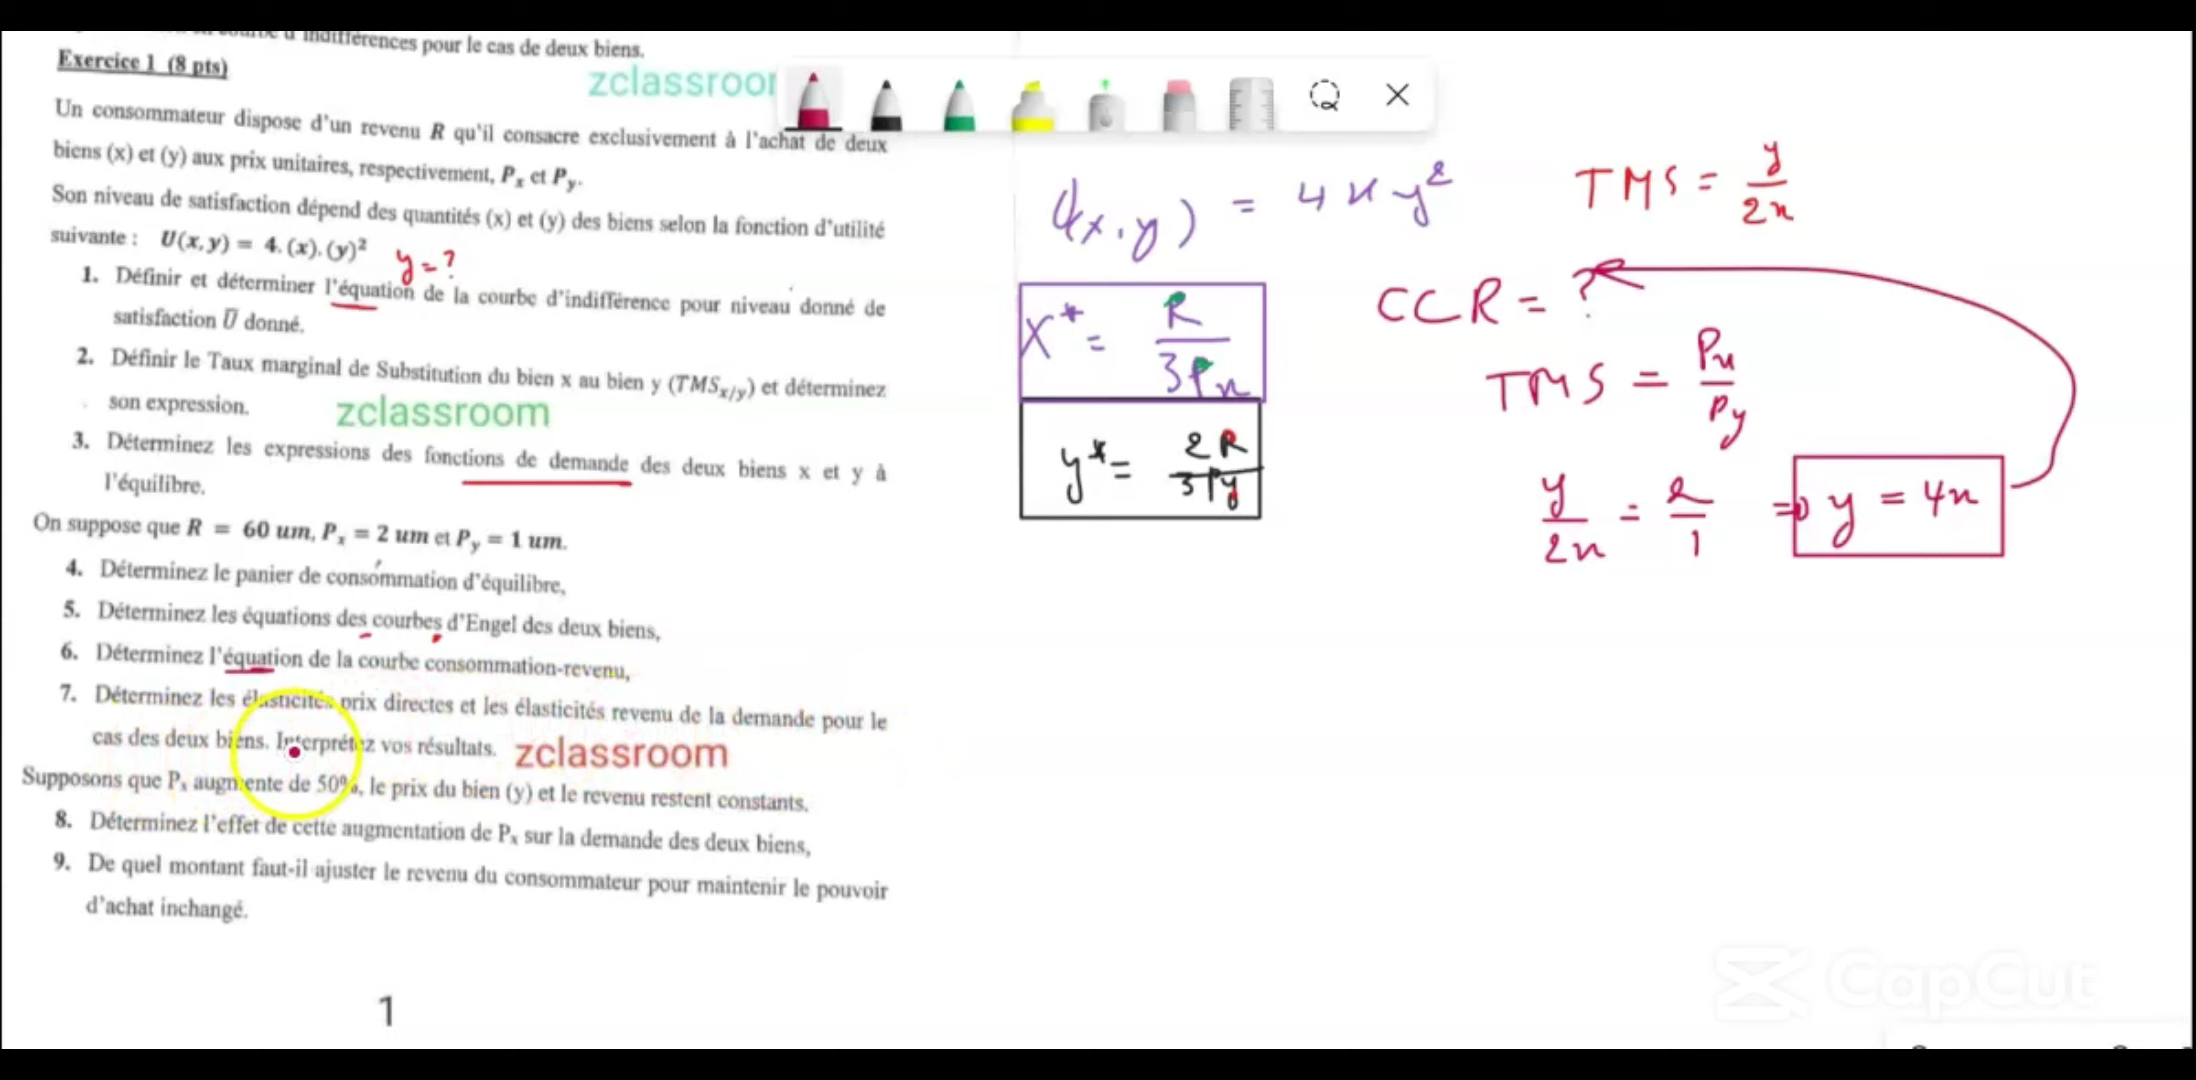 d'indifférences pour le cas de deux biens.
Exercice 1 (8 pts)
zclassroo
Un consommateur dispose d'un revenu R qu'il consacre exclusivement à l'achat de deux
biens (x) et (y) aux prix unitaires, respectivement, Px et Py.
Son niveau de satisfaction dépend des quantités (x) et (y) des biens selon la fonction d'utilité
suivante : U(x, y) = 4. (x). (y)²
y = ?
1. Définir et déterminer l'équation de la courbe d'indifférence pour niveau donné de
satisfaction Ū donné.
2. Définir le Taux marginal de Substitution du bien x au bien y (TMSx/y) et déterminez
son expression.
zclassroom
3. Déterminez les expressions des fonctions de demande des deux biens x et y à
l'équilibre.
On suppose que R = 60 um, Px = 2 um et Py = 1 um.
4. Déterminez le panier de consommation d'équilibre,
5. Déterminez les équations des courbes d'Engel des deux biens,
6. Déterminez l'équation de la courbe consommation-revenu,
7. Déterminez les élasticités prix directes et les élasticités revenu de la demande pour le
cas des deux biens. Interprétez vos résultats.
zclassroom
Supposons que Px augmente de 50%, le prix du bien (y) et le revenu restent constants.
8. Déterminez l'effet de cette augmentation de Px sur la demande des deux biens,
9. De quel montant faut-il ajuster le revenu du consommateur pour maintenir le pouvoir
d'achat inchangé.
1
U(x,y) = 4xy²
x* = R/3Px
y* = 2R/3Py
TMS = y/2x
CCR = ?
TMS = Px/Py
y/2x = 2/1 ⇒ y = 4x
CapCut